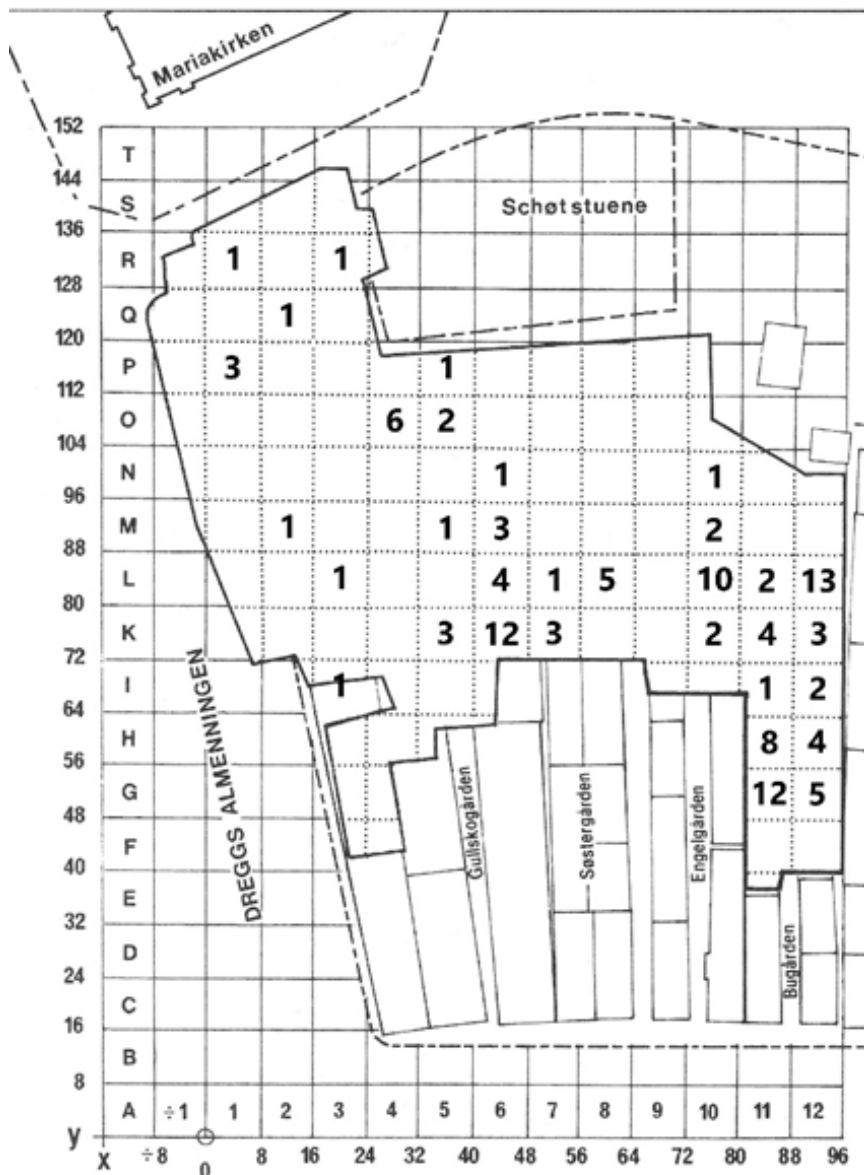 Mariakirken
152
T
144
S Schøtstuene
136
R 1 1
128
Q 1
120
P 3 1
112
O 6 2
104
N 1 1
96
M 1 1 3 2
88
L 1 4 1 5 10 2 13
80
K 3 12 3 2 4 3
72
I 1 1 2
64
H 8 4
56
G 12 5
48
F
40
E
32
D
24
C
16
B
8
DREGGS ALMENNINGEN
Gullskogården
Søstergården
Engelgården
Bugården
A ÷1 1 2 3 4 5 6 7 8 9 10 11 12
y
x ÷8 0 8 16 24 32 40 48 56 64 72 80 88 96